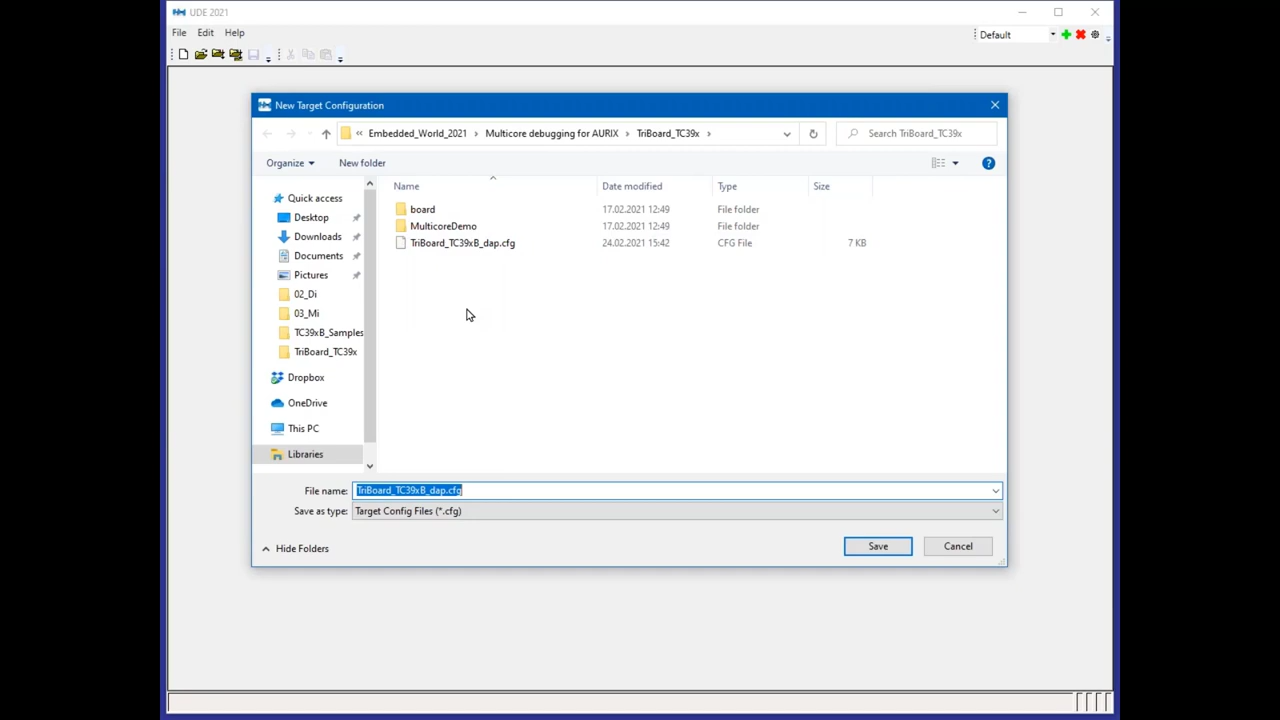 UDE 2021
File Edit Help
Default
New Target Configuration
« Embedded_World_2021 › Multicore debugging for AURIX › TriBoard_TC39x ›
Search TriBoard_TC39x
Organize New folder
Name Date modified Type Size
Quick access
Desktop
Downloads
Documents
Pictures
02_Di
03_Mi
TC39xB_Samples
TriBoard_TC39x
Dropbox
OneDrive
This PC
Libraries
board 17.02.2021 12:49 File folder
MulticoreDemo 17.02.2021 12:49 File folder
TriBoard_TC39xB_dap.cfg 24.02.2021 15:42 CFG File 7 KB
File name: TriBoard_TC39xB_dap.cfg
Save as type: Target Config Files (*.cfg)
Hide Folders
Save Cancel